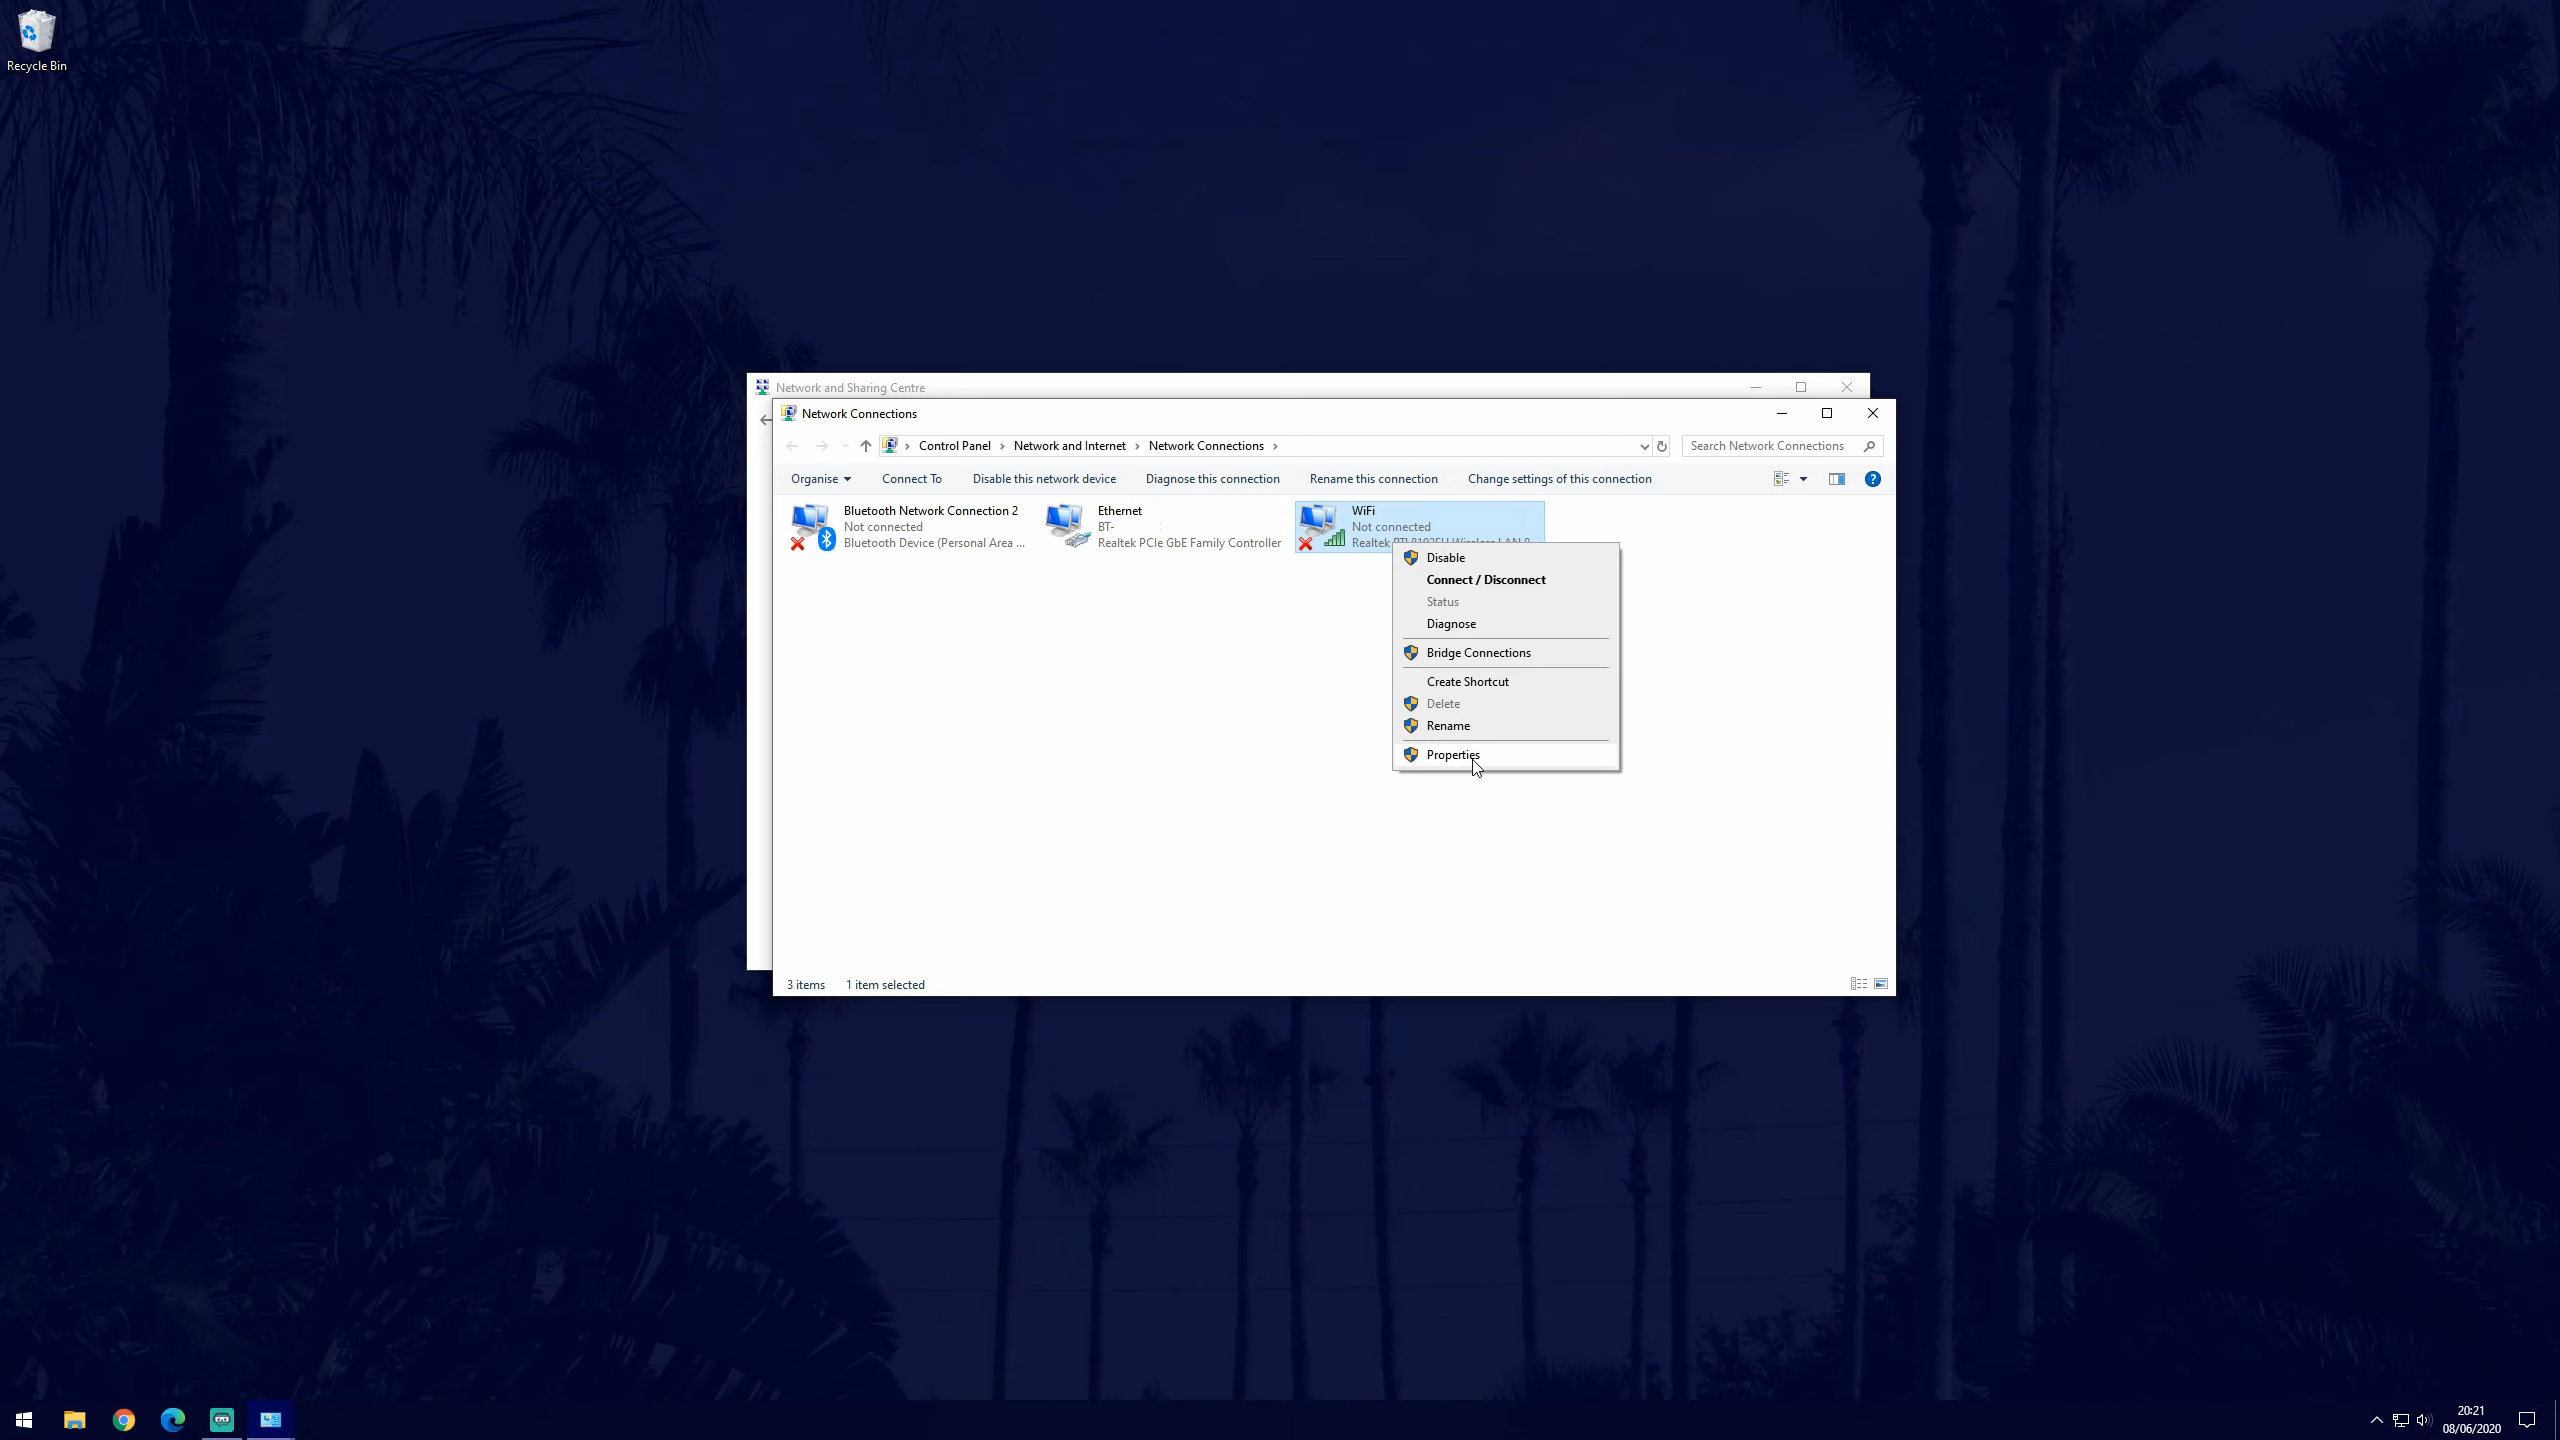 Recycle Bin
Network and Sharing Centre
Network Connections
Control Panel
Network and Internet
Network Connections
Search Network Connections
Organise
Connect To
Disable this network device
Diagnose this connection
Rename this connection
Change settings of this connection
Bluetooth Network Connection 2
Not connected
Bluetooth Device (Personal Area ...
Ethernet
BT-
Realtek PCIe GbE Family Controller
WiFi
Not connected
Realtek
Disable
Connect / Disconnect
Status
Diagnose
Bridge Connections
Create Shortcut
Delete
Rename
Properties
3 items
1 item selected
20:21
08/06/2020